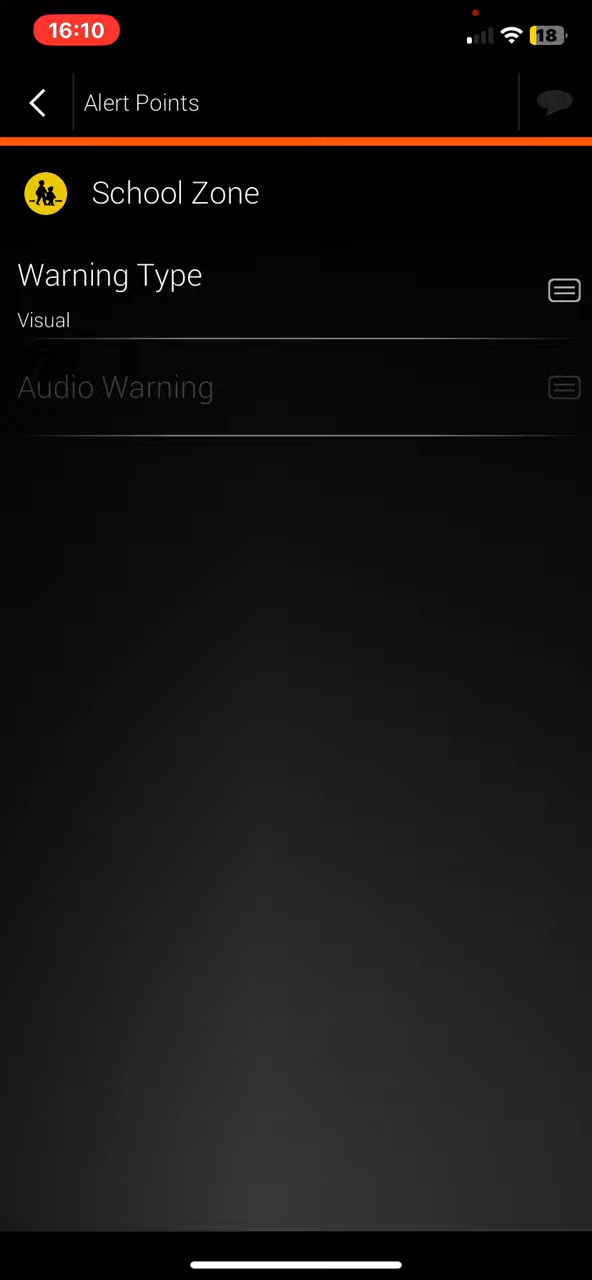 16:10
18
Alert Points
School Zone
Warning Type
Visual
Audio Warning